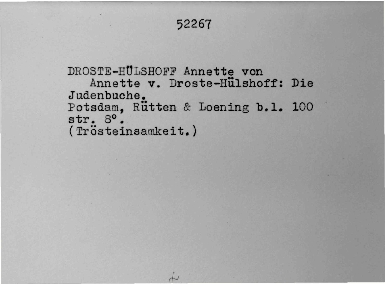 52267
DROSTE-HÜLSHOFF Annette von
Annette v. Droste-Hülshoff: Die
Judenbuche.
Potsdam, Rütten & Loening b.l. 100
str. 8°.
(Trösteinsamkeit.)